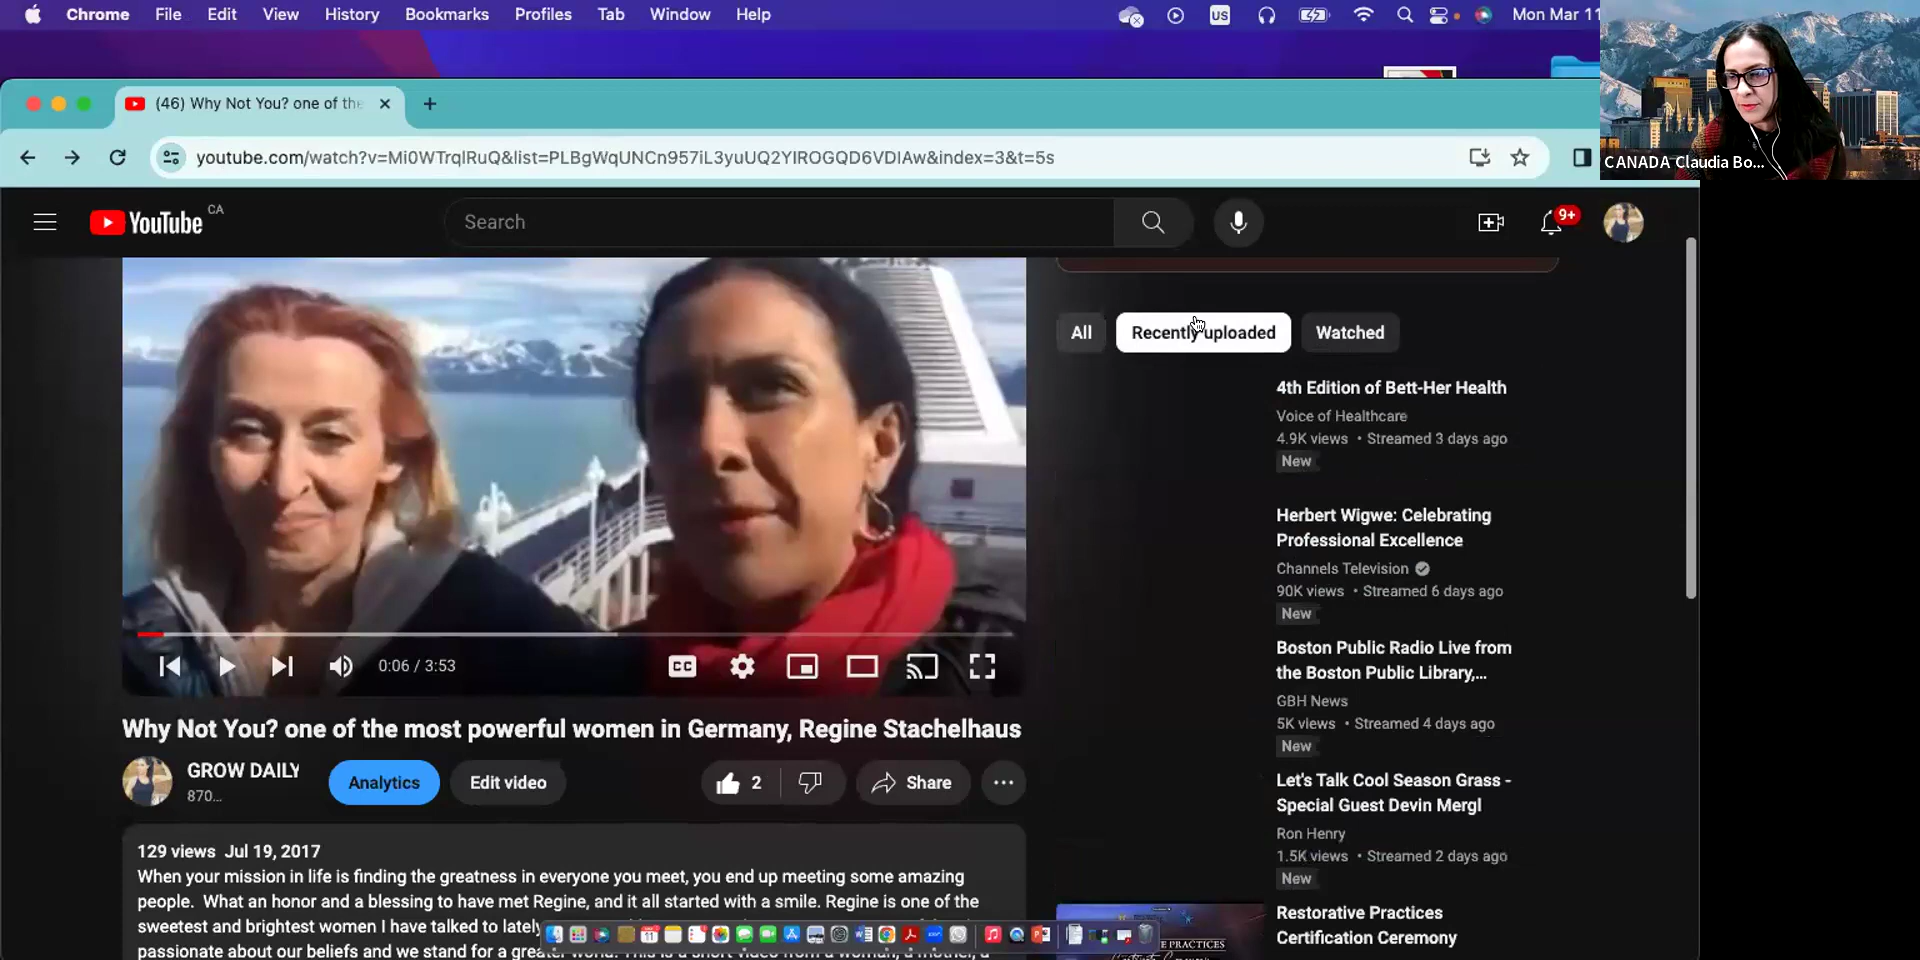 Chrome File Edit View History Bookmarks Profiles Tab Window Help
US
Mon Mar 11
(46) Why Not You? one of the
youtube.com/watch?v=Mi0WTrqlRuQ&list=PLBgWqUNCn957iL3yuUQ2YIROGQD6VDIAw&index=3&t=5s
CANADA Claudia Bo...
YouTube CA
Search
9+
All
Recently uploaded
Watched
0:06 / 3:53
CC
Why Not You? one of the most powerful women in Germany, Regine Stachelhaus
GROW DAILY
870...
Analytics
Edit video
2
Share
129 views Jul 19, 2017
When your mission in life is finding the greatness in everyone you meet, you end up meeting some amazing
people. What an honor and a blessing to have met Regine, and it all started with a smile. Regine is one of the
sweetest and brightest women I have talked to lately
passionate about our beliefs and we stand for a
4th Edition of Bett-Her Health
Voice of Healthcare
4.9K views • Streamed 3 days ago
New
Herbert Wigwe: Celebrating
Professional Excellence
Channels Television
90K views • Streamed 6 days ago
New
Boston Public Radio Live from
the Boston Public Library,...
GBH News
5K views • Streamed 4 days ago
New
Let's Talk Cool Season Grass -
Special Guest Devin Mergl
Ron Henry
1.5K views • Streamed 2 days ago
New
Restorative Practices
Certification Ceremony